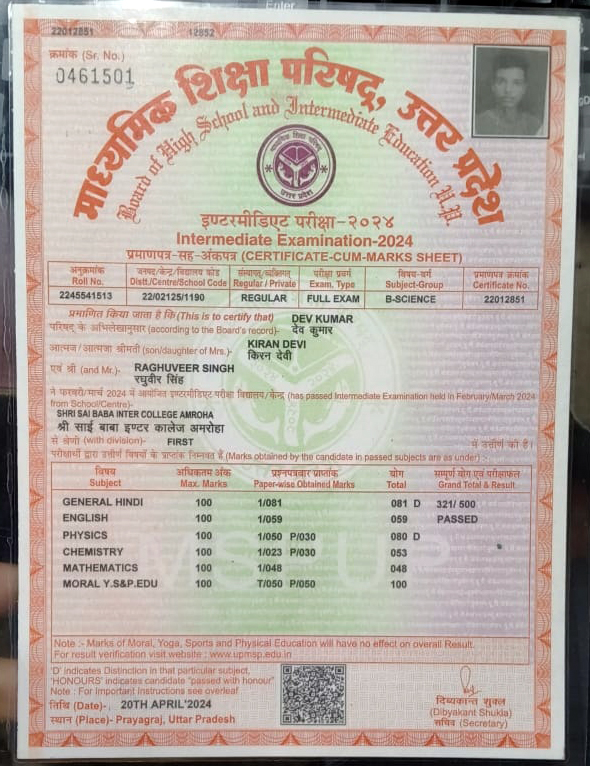 Enter
22012851 12852
क्रमांक (Sr. No.)
0461501
माध्यमिक शिक्षा परिषद्, उत्तर प्रदेश
Board of High School and Intermediate Education U.P.
इण्टरमीडिएट परीक्षा-२०२४
Intermediate Examination-2024
प्रमाणपत्र-सह-अंकपत्र (CERTIFICATE-CUM-MARKS SHEET)
अनुक्रमांक जनपद/केन्द्र/विद्यालय कोड संस्थागत/व्यक्तिगत परीक्षा प्रवर्ग विषय-वर्ग प्रमाणपत्र क्रमांक
Roll No. Distt./Centre/School Code Regular / Private Exam. Type Subject-Group Certificate No.
2245541513 22/02125/1190 REGULAR FULL EXAM B-SCIENCE 22012851
प्रमाणित किया जाता है कि (This is to certify that) DEV KUMAR
परिषद के अभिलेखानुसार (according to the Board's record)- देव कुमार
आत्मज/आत्मजा श्रीमती (son/daughter of Mrs.)- KIRAN DEVI
किरन देवी
एवं श्री (and Mr.)- RAGHUVEER SINGH
रघुवीर सिंह
ने फरवरी/मार्च 2024 में आयोजित इण्टरमीडिएट परीक्षा विद्यालय/केन्द्र (has passed Intermediate Examination held in February/March 2024
from School/Centre)-
SHRI SAI BABA INTER COLLEGE AMROHA
श्री साई बाबा इण्टर कालेज अमरोहा
से श्रेणी (with division)- FIRST में उत्तीर्ण की है।
परीक्षार्थी द्वारा उत्तीर्ण विषयों के प्राप्तांक निम्नवत हैं (Marks obtained by the candidate in passed subjects are as under) :-
विषय अधिकतम अंक प्रश्नपत्रवार प्राप्तांक योग सम्पूर्ण योग एवं परीक्षाफल
Subject Max. Marks Paper-wise Obtained Marks Total Grand Total & Result
GENERAL HINDI 100 1/081 081 D 321/ 500
ENGLISH 100 1/059 059 PASSED
PHYSICS 100 1/050 P/030 080 D
CHEMISTRY 100 1/023 P/030 053
MATHEMATICS 100 1/048 048
MORAL Y.S&P.EDU 100 T/050 P/050 100
Note :- Marks of Moral, Yoga, Sports and Physical Education will have no effect on overall Result.
For result verification visit website : www.upmsp.edu.in
'D' indicates Distinction in that particular subject,
'HONOURS' indicates candidate "passed with honour"
Note : For Important Instructions see overleaf
तिथि (Date)-, 20TH APRIL'2024
स्थान (Place)- Prayagraj, Uttar Pradesh
दिब्यकान्त शुक्ल
(Dibyakant Shukla)
सचिव (Secretary)